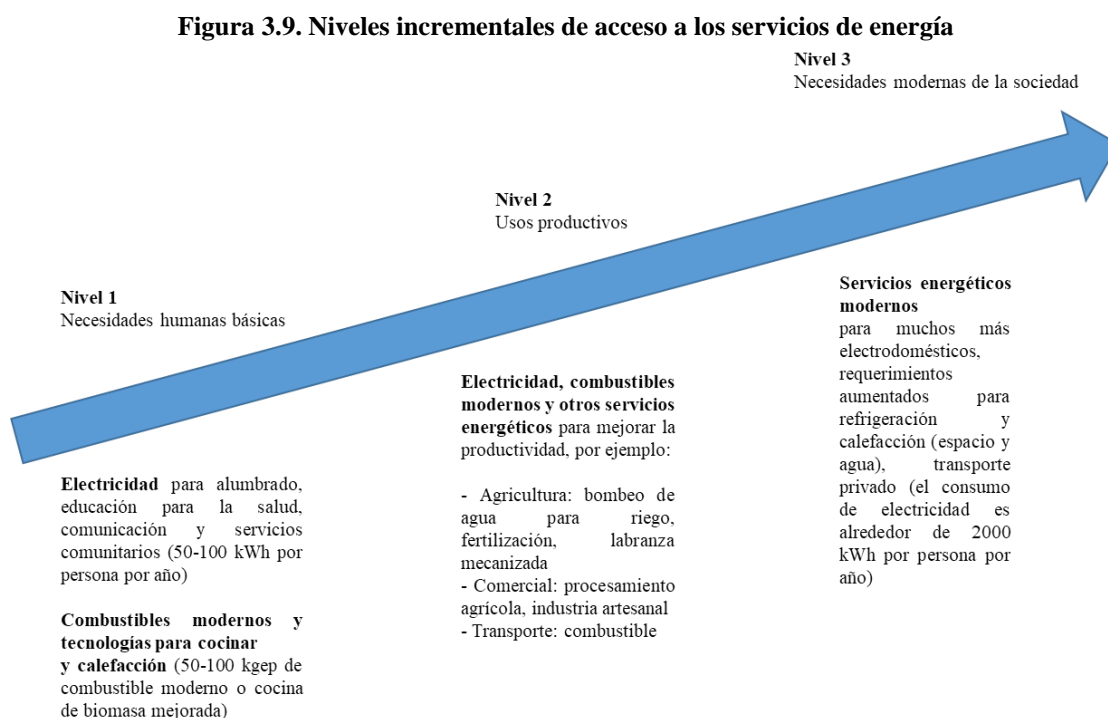 Figura 3.9. Niveles incrementales de acceso a los servicios de energía
Nivel 3
Necesidades modernas de la sociedad
Nivel 2
Usos productivos
Nivel 1
Necesidades humanas básicas
Servicios energéticos
modernos
para muchos más
electrodomésticos,
requerimientos
aumentados para
refrigeración y
calefacción (espacio y
agua), transporte
privado (el consumo
de electricidad es
alrededor de 2000
kWh por persona por
año)
Electricidad, combustibles
modernos y otros servicios
energéticos para mejorar la
productividad, por ejemplo:
- Agricultura: bombeo de
agua para riego,
fertilización, labranza
mecanizada
- Comercial: procesamiento
agrícola, industria artesanal
- Transporte: combustible
Electricidad para alumbrado,
educación para la salud,
comunicación y servicios
comunitarios (50-100 kWh por
persona por año)
Combustibles modernos y
tecnologías para cocinar
y calefacción (50-100 kgep de
combustible moderno o cocina
de biomasa mejorada)